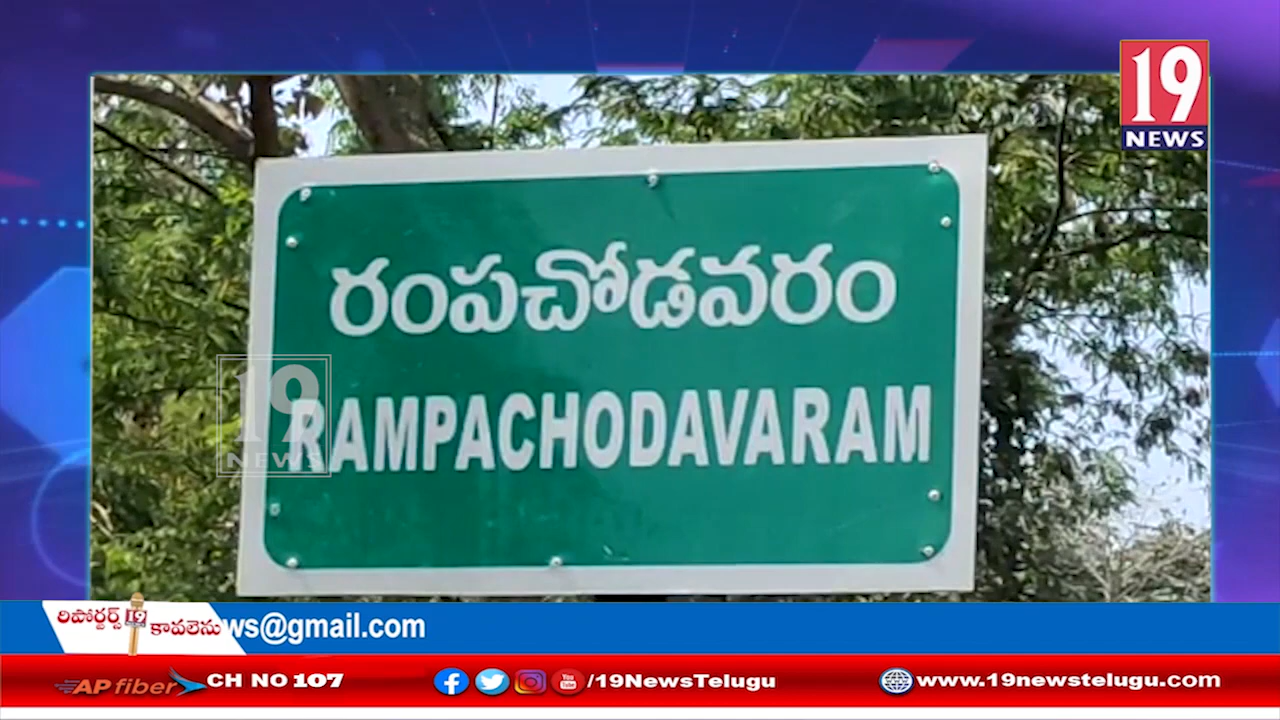 19
NEWS
రంపచోడవరం
RAMPACHODAVARAM
19
NEWS
రిపోర్టర్స్ 19 కావలెను
ws@gmail.com
AP fiber CH NO 107
/19NewsTelugu
www.19newstelugu.com